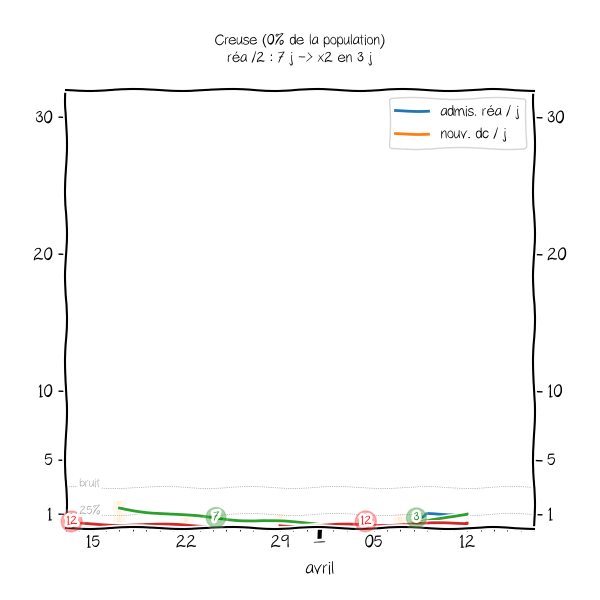 Creuse (0% de la population)
réa /2 : 7 j -> x2 en 3 j
admis. réa / j
nouv. dc / j
30 30
20 20
10 10
5 5
bruit
1 25% 1
12 7 12 3
15 22 29 05 12
avril